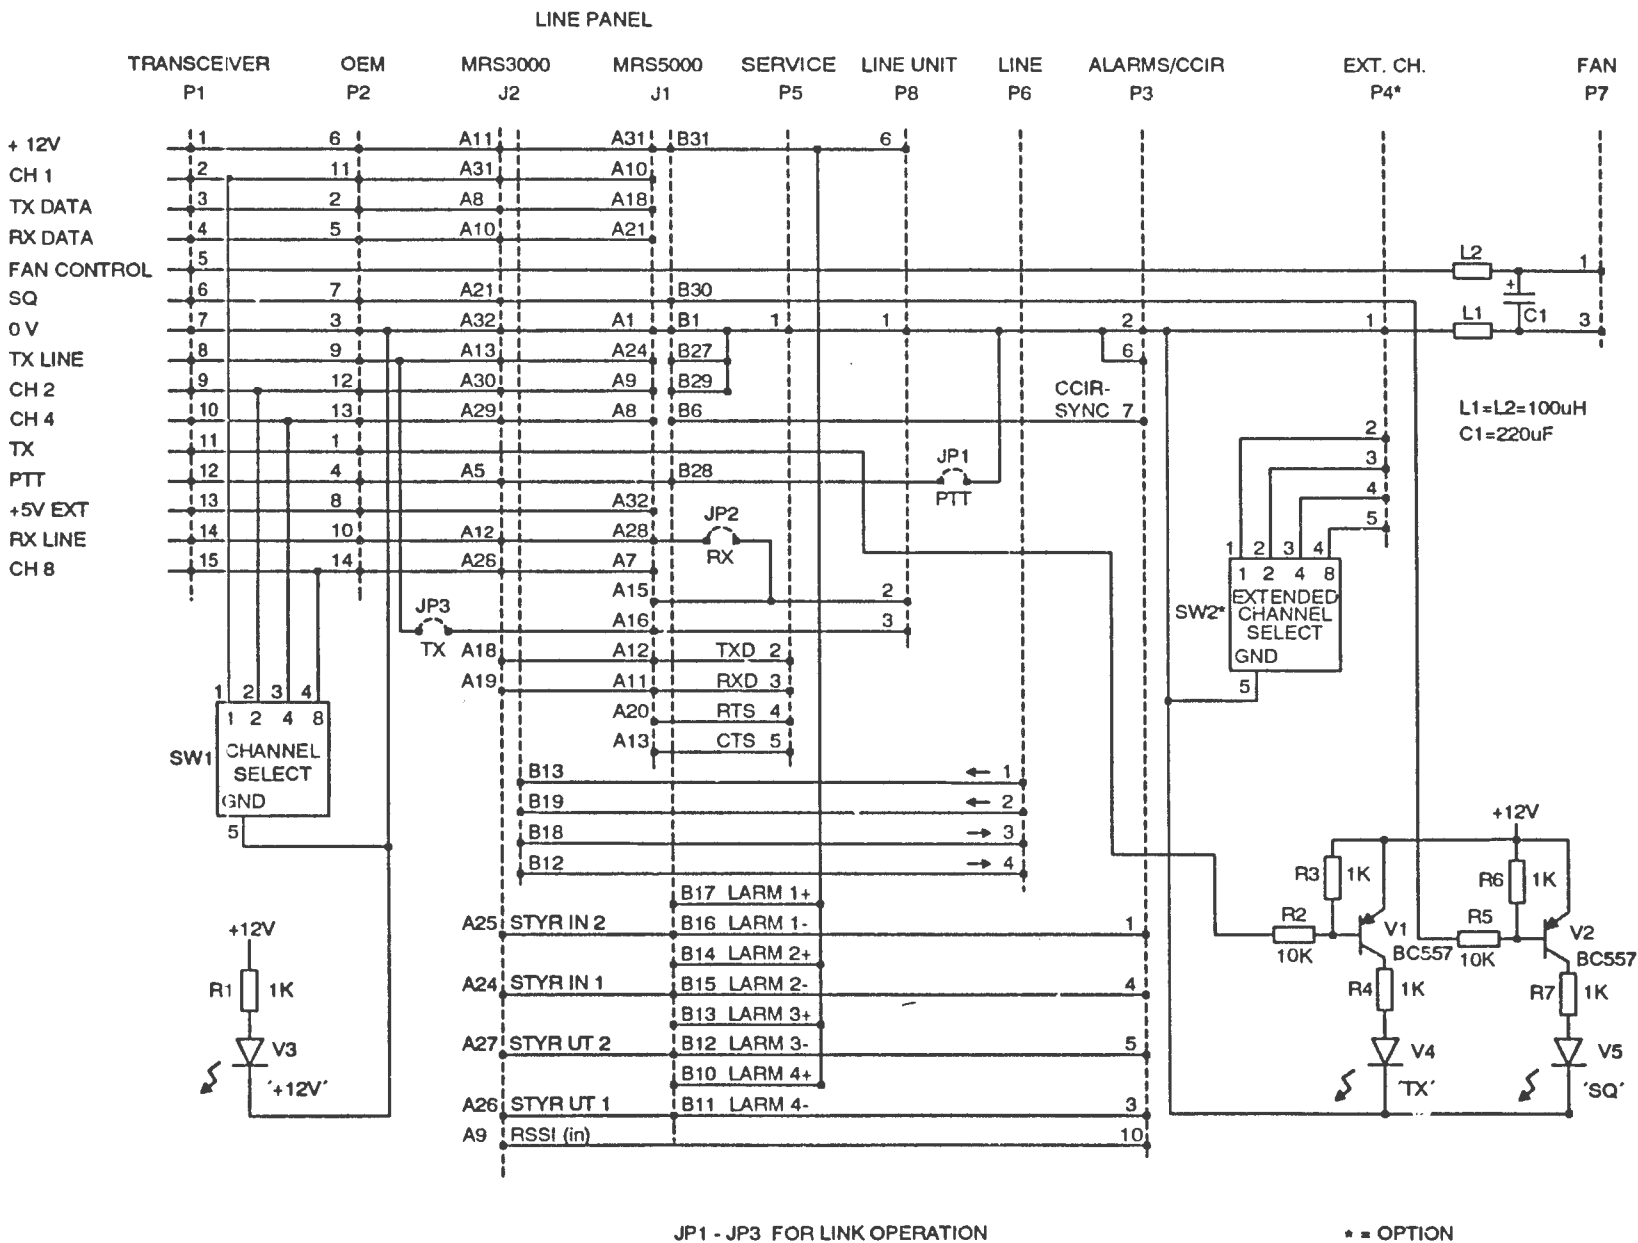 LINE PANEL
TRANSCEIVER OEM MRS3000 MRS5000 SERVICE LINE UNIT LINE ALARMS/CCIR EXT. CH. FAN
P1 P2 J2 J1 P5 P8 P6 P3 P4* P7
+ 12V 1 6 A11 A31 B31 6
CH 1 2 11 A31 A10
TX DATA 3 2 A8 A18
RX DATA 4 5 A10 A21
L2
FAN CONTROL 5 1
+
SQ 6 7 A21 B30
0 V 7 3 A32 A1 B1 1 1 2 1 L1 C1 3
TX LINE 8 9 A13 A24 B27 6
CH 2 9 12 A30 A9 B29
CCIR-
CH 4 10 13 A29 A8 B6 SYNC 7
L1=L2=100uH
C1=220uF
TX 11 1 2
JP1
PTT 12 4 A5 B28 PTT 3
+5V EXT 13 8 A32 4
JP2
RX LINE 14 10 A12 A28 RX 5
CH 8 15 14 A26 A7
1 2 3 4
1 2 4 8
EXTENDED
CHANNEL
SELECT
SW2*
GND
5
A15 2
JP3
A16 3
TX A18 A12 TXD 2
A19 A11 RXD 3
A20 RTS 4
A13 CTS 5
1 2 3 4
1 2 4 8
SW1 CHANNEL
SELECT
GND
5
B13 ← 1
B19 ← 2
B18 → 3
B12 → 4
B17 LARM 1+
A25 STYR IN 2 B16 LARM 1- 1
B14 LARM 2+
A24 STYR IN 1 B15 LARM 2- 4
B13 LARM 3+
A27 STYR UT 2 B12 LARM 3- 5
B10 LARM 4+
A26 STYR UT 1 B11 LARM 4- 3
A9 RSSI (in) 10
+12V
R1 1K
V3
'+12V'
+12V
R3 1K R6 1K
R2 10K V1 BC557 R5 10K V2 BC557
R4 1K R7 1K
V4 V5
'TX' 'SQ'
JP1 - JP3 FOR LINK OPERATION * = OPTION